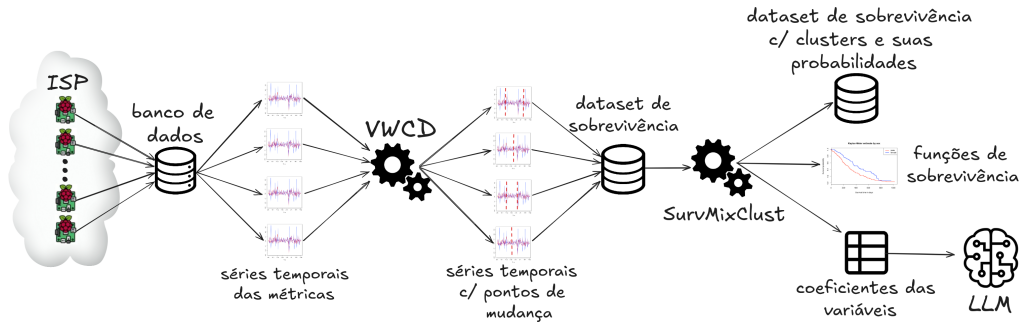 ISP
banco de
dados
séries temporais
das métricas
VWCD
séries temporais
c/ pontos de
mudança
dataset de
sobrevivência
SurvMixClust
dataset de sobrevivência
c/ clusters e suas
probabilidades
funções de
sobrevivência
coeficientes das
variáveis
LLM